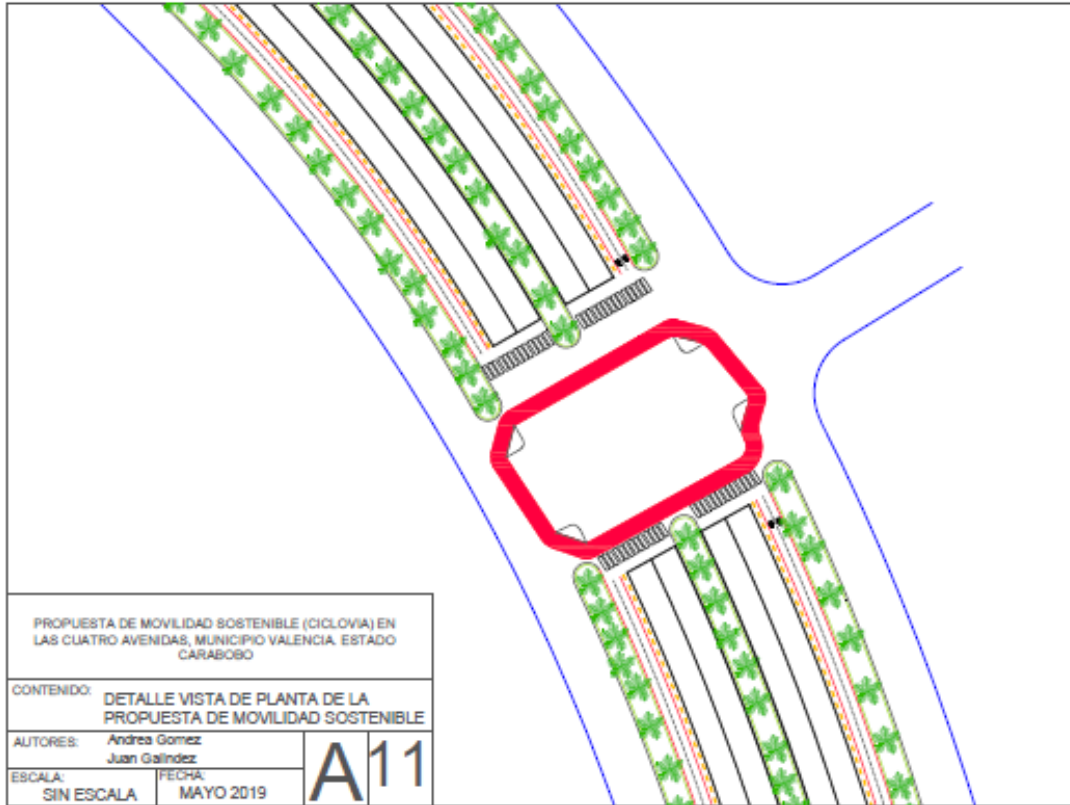 PROPUESTA DE MOVILIDAD SOSTENIBLE (CICLOVIA) EN
LAS CUATRO AVENIDAS, MUNICIPIO VALENCIA. ESTADO
CARABOBO
CONTENIDO: DETALLE VISTA DE PLANTA DE LA
PROPUESTA DE MOVILIDAD SOSTENIBLE
AUTORES: Andrea Gomez
Juan Galindez
ESCALA: SIN ESCALA
FECHA: MAYO 2019
A 11